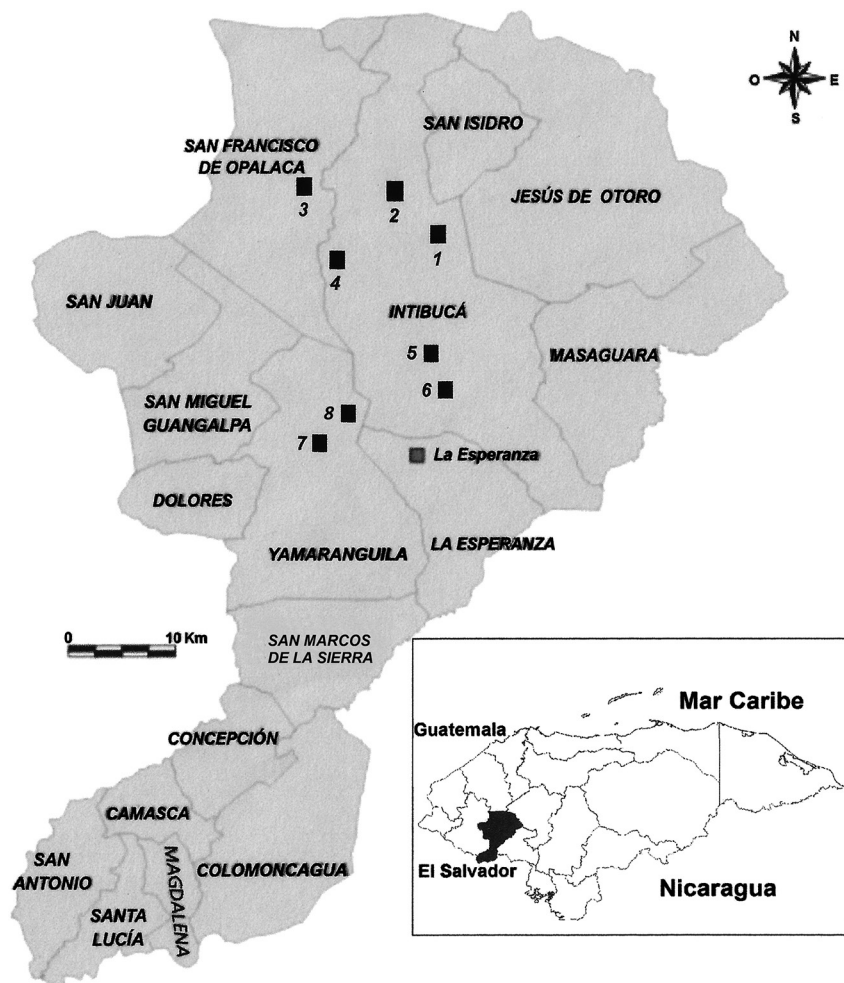 N
O E
S
SAN ISIDRO
SAN FRANCISCO
DE OPALACA
JESÚS DE OTORO
3
2
1
4
SAN JUAN
INTIBUCÁ
5
MASAGUARA
6
SAN MIGUEL
GUANGALPA
8
7
La Esperanza
DOLORES
YAMARANGUILA
LA ESPERANZA
0 10 Km
SAN MARCOS
DE LA SIERRA
CONCEPCIÓN
CAMASCA
SAN
ANTONIO
MAGDALENA
COLOMONCAGUA
SANTA
LUCÍA
Mar Caribe
Guatemala
El Salvador
Nicaragua